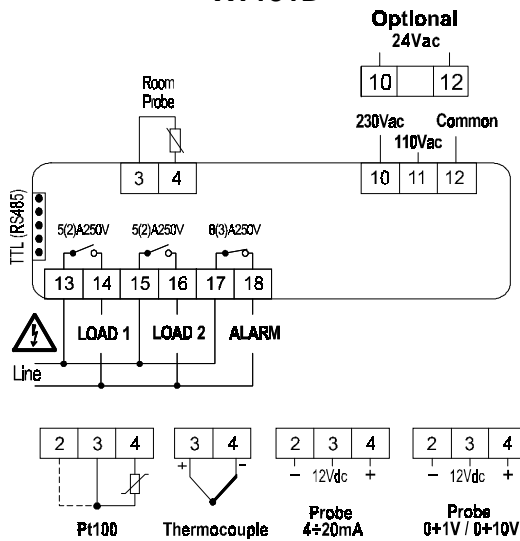 Optional
24Vac
10 12
Room
Probe
230Vac
110Vac
Common
3 4
10 11 12
TTL (RS485)
5(2)A250V 5(2)A250V 8(3)A250V
13 14 15 16 17 18
LOAD 1 LOAD 2 ALARM
Line
2 3 4
3 4
2 3 4
2 3 4
+ −
− 12Vdc +
− 12Vdc +
Pt100
Thermocouple
Probe
4÷20mA
Probe
0+1V / 0+10V